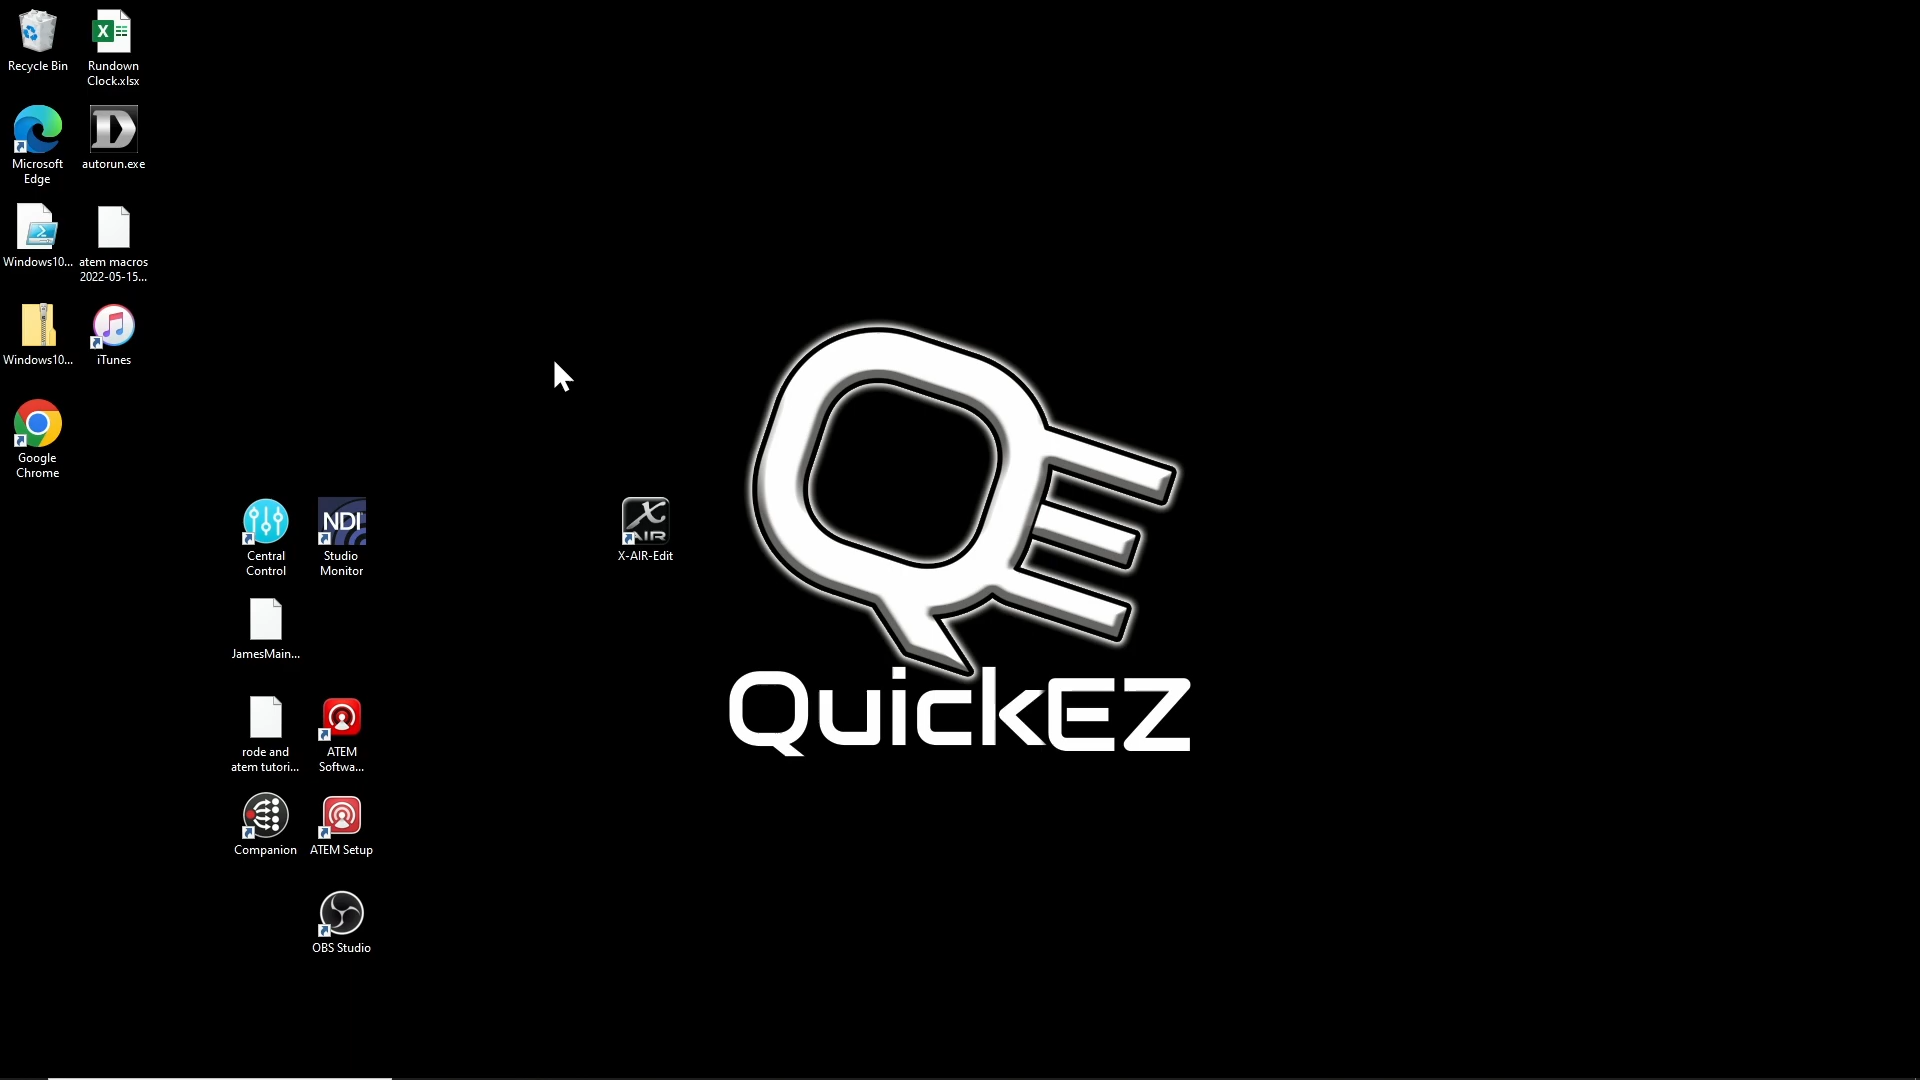 Recycle Bin
Rundown
Clock.xlsx
Microsoft
Edge
autorun.exe
Windows10...
atem macros
2022-05-15...
Windows10...
iTunes
Google
Chrome
Central
Control
NDI
Studio
Monitor
X AIR
X-AIR-Edit
JamesMain...
rode and
atem tutori...
ATEM
Softwa...
Companion
ATEM Setup
OBS Studio
QuickEZ